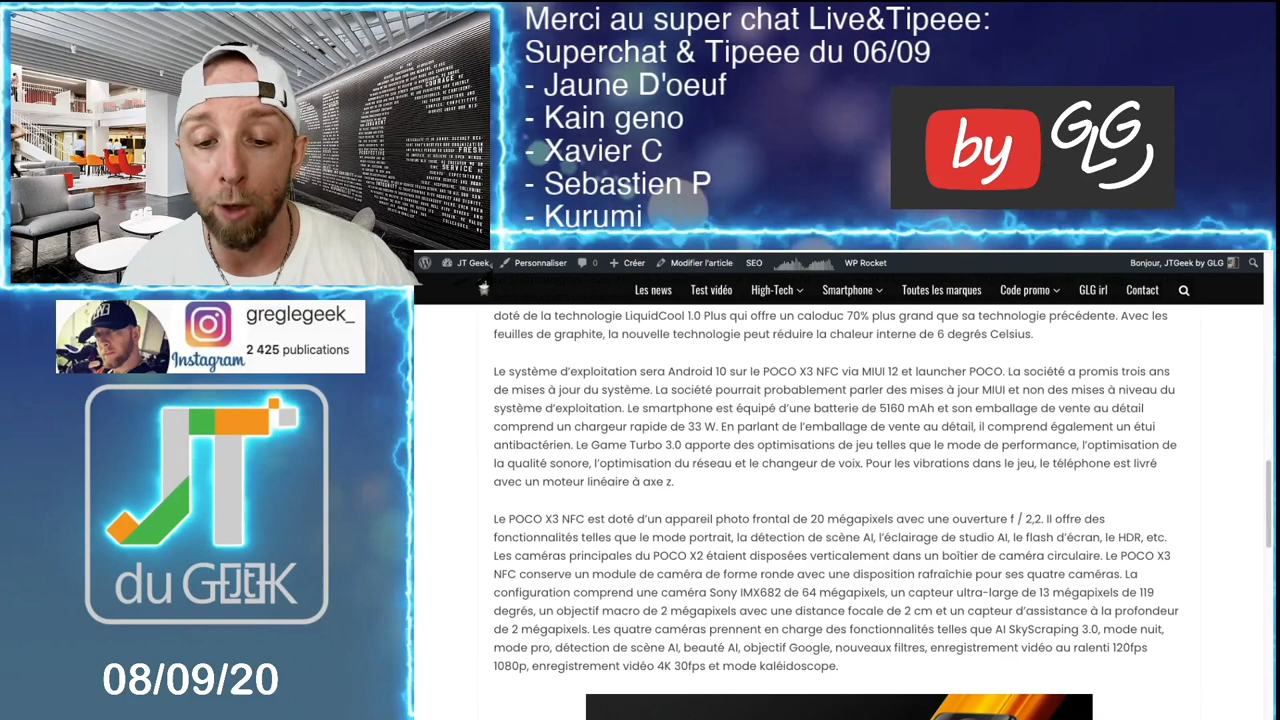 Merci au super chat Live&Tipeee:
Superchat & Tipeee du 06/09
- Jaune D'oeuf
- Kain geno
- Xavier C
- Sebastien P
- Kurumi
by GLG
COURAGE
FRESH
SERVICE
greglegeek_
2 425 publications
Instagram
JT
du GEEK
08/09/20
JT Geek
Personnaliser
0
Créer
Modifier l'article
SEO
WP Rocket
Bonjour, JTGeek by GLG
Les news
Test vidéo
High-Tech
Smartphone
Toutes les marques
Code promo
GLG irl
Contact
doté de la technologie LiquidCool 1.0 Plus qui offre un caloduc 70% plus grand que sa technologie précédente. Avec les
feuilles de graphite, la nouvelle technologie peut réduire la chaleur interne de 6 degrés Celsius.
Le système d'exploitation sera Android 10 sur le POCO X3 NFC via MIUI 12 et launcher POCO. La société a promis trois ans
de mises à jour du système. La société pourrait probablement parler des mises à jour MIUI et non des mises à niveau du
système d'exploitation. Le smartphone est équipé d'une batterie de 5160 mAh et son emballage de vente au détail
comprend un chargeur rapide de 33 W. En parlant de l'emballage de vente au détail, il comprend également un étui
antibactérien. Le Game Turbo 3.0 apporte des optimisations de jeu telles que le mode de performance, l'optimisation de
la qualité sonore, l'optimisation du réseau et le changeur de voix. Pour les vibrations dans le jeu, le téléphone est livré
avec un moteur linéaire à axe z.
Le POCO X3 NFC est doté d'un appareil photo frontal de 20 mégapixels avec une ouverture f / 2,2. Il offre des
fonctionnalités telles que le mode portrait, la détection de scène AI, l'éclairage de studio AI, le flash d'écran, le HDR, etc.
Les caméras principales du POCO X2 étaient disposées verticalement dans un boîtier de caméra circulaire. Le POCO X3
NFC conserve un module de caméra de forme ronde avec une disposition rafraîchie pour ses quatre caméras. La
configuration comprend une caméra Sony IMX682 de 64 mégapixels, un capteur ultra-large de 13 mégapixels de 119
degrés, un objectif macro de 2 mégapixels avec une distance focale de 2 cm et un capteur d'assistance à la profondeur
de 2 mégapixels. Les quatre caméras prennent en charge des fonctionnalités telles que AI SkyScraping 3.0, mode nuit,
mode pro, détection de scène AI, beauté AI, objectif Google, nouveaux filtres, enregistrement vidéo au ralenti 120fps
1080p, enregistrement vidéo 4K 30fps et mode kaléidoscope.